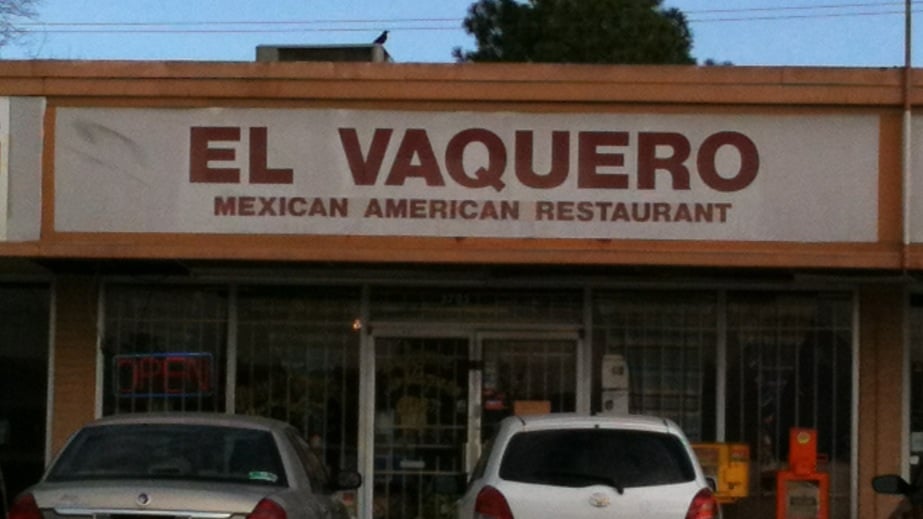 EL VAQUERO
MEXICAN AMERICAN RESTAURANT
OPEN